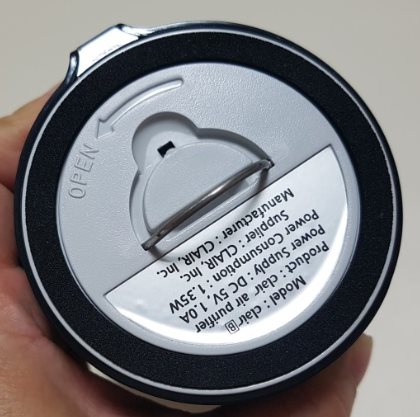 OPEN
Model : clair B
Product : clair air purifier
Power Supply : DC 5V, 1.0A
Power Consumption : 1.35W
Supplier : CLAIR, Inc.
Manufacturer : CLAIR, Inc.